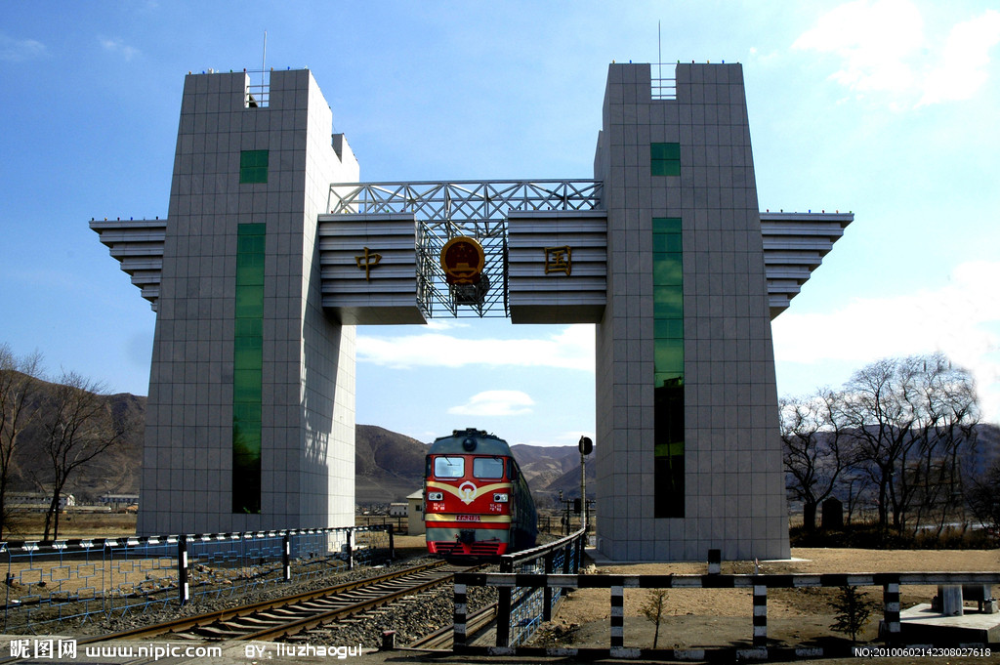 中 国
昵图网 www.nipic.com
BY: liuzhaogui
NO:20100602142308027618